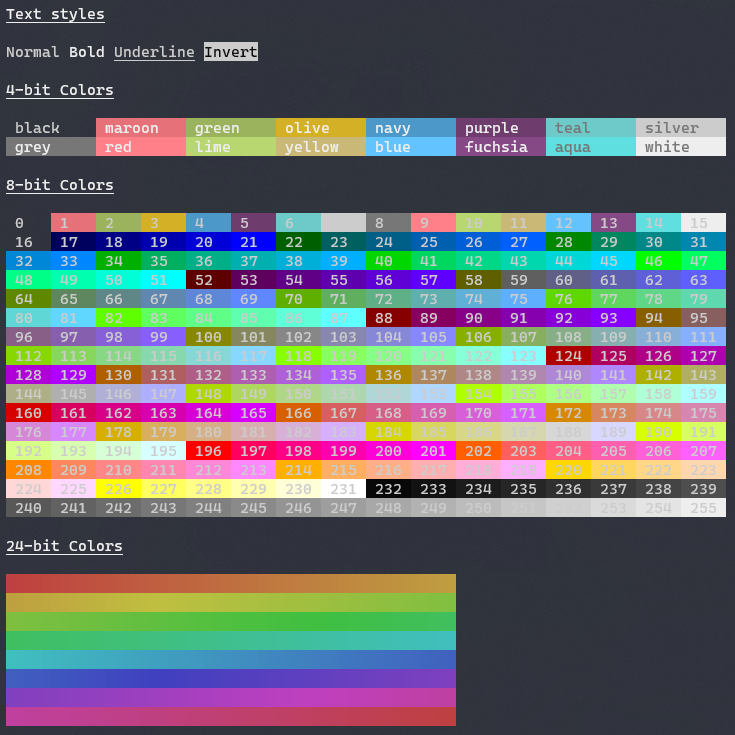 Text styles
Normal Bold Underline Invert
4-bit Colors
black maroon green olive navy purple teal silver
grey red lime yellow blue fuchsia aqua white
8-bit Colors
0 1 2 3 4 5 6 8 9 10 11 12 13 14 15
16 17 18 19 20 21 22 23 24 25 26 27 28 29 30 31
32 33 34 35 36 37 38 39 40 41 42 43 44 45 46 47
48 49 50 51 52 53 54 55 56 57 58 59 60 61 62 63
64 65 66 67 68 69 70 71 72 73 74 75 76 77 78 79
80 81 82 83 84 85 86 87 88 89 90 91 92 93 94 95
96 97 98 99 100 101 102 103 104 105 106 107 108 109 110 111
112 113 114 115 116 117 118 119 120 121 122 123 124 125 126 127
128 129 130 131 132 133 134 135 136 137 138 139 140 141 142 143
144 145 146 147 148 149 150 151 153 154 155 156 157 158 159
160 161 162 163 164 165 166 167 168 169 170 171 172 173 174 175
176 177 178 179 180 181 182 183 184 185 186 187 188 189 190 191
192 193 194 195 196 197 198 199 200 201 202 203 204 205 206 207
208 209 210 211 212 213 214 215 216 217 218 219 220 221 222 223
224 225 226 227 228 229 230 231 232 233 234 235 236 237 238 239
240 241 242 243 244 245 246 247 248 249 250 251 253 254 255
24-bit Colors